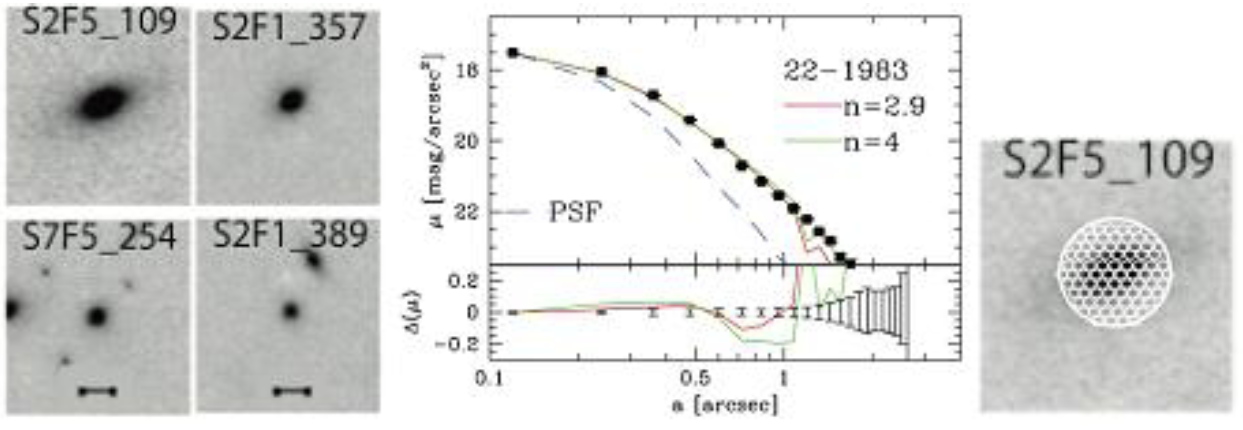 S2F5_109
S2F1_357
S7F5_254
S2F1_389
μ [mag/arcsec²]
18
20
22
22-1983
n=2.9
n=4
PSF
Δ(μ)
0.2
0
-0.2
0.1
0.5
1
a [arcsec]
S2F5_109